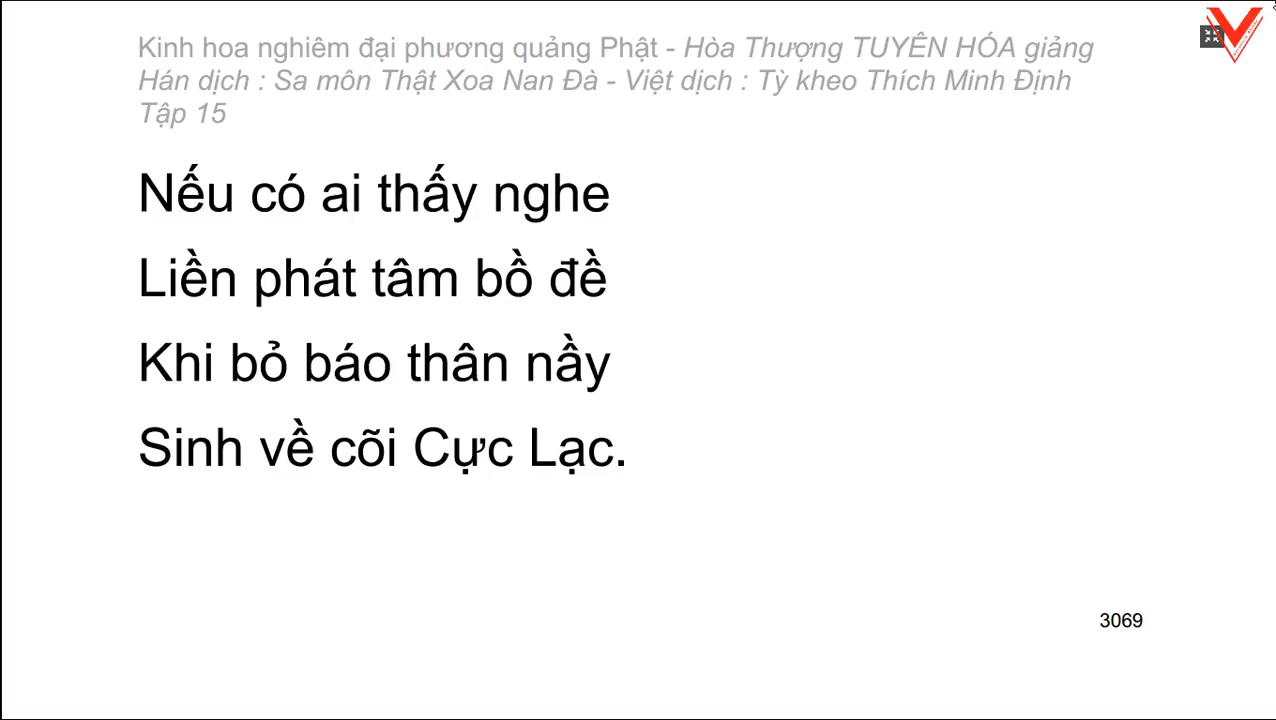 Kinh hoa nghiêm đại phương quảng Phật - Hòa Thượng TUYÊN HÓA giảng
Hán dịch : Sa môn Thật Xoa Nan Đà - Việt dịch : Tỳ kheo Thích Minh Định
Tập 15
Nếu có ai thấy nghe
Liền phát tâm bồ đề
Khi bỏ báo thân nầy
Sinh về cõi Cực Lạc.
3069